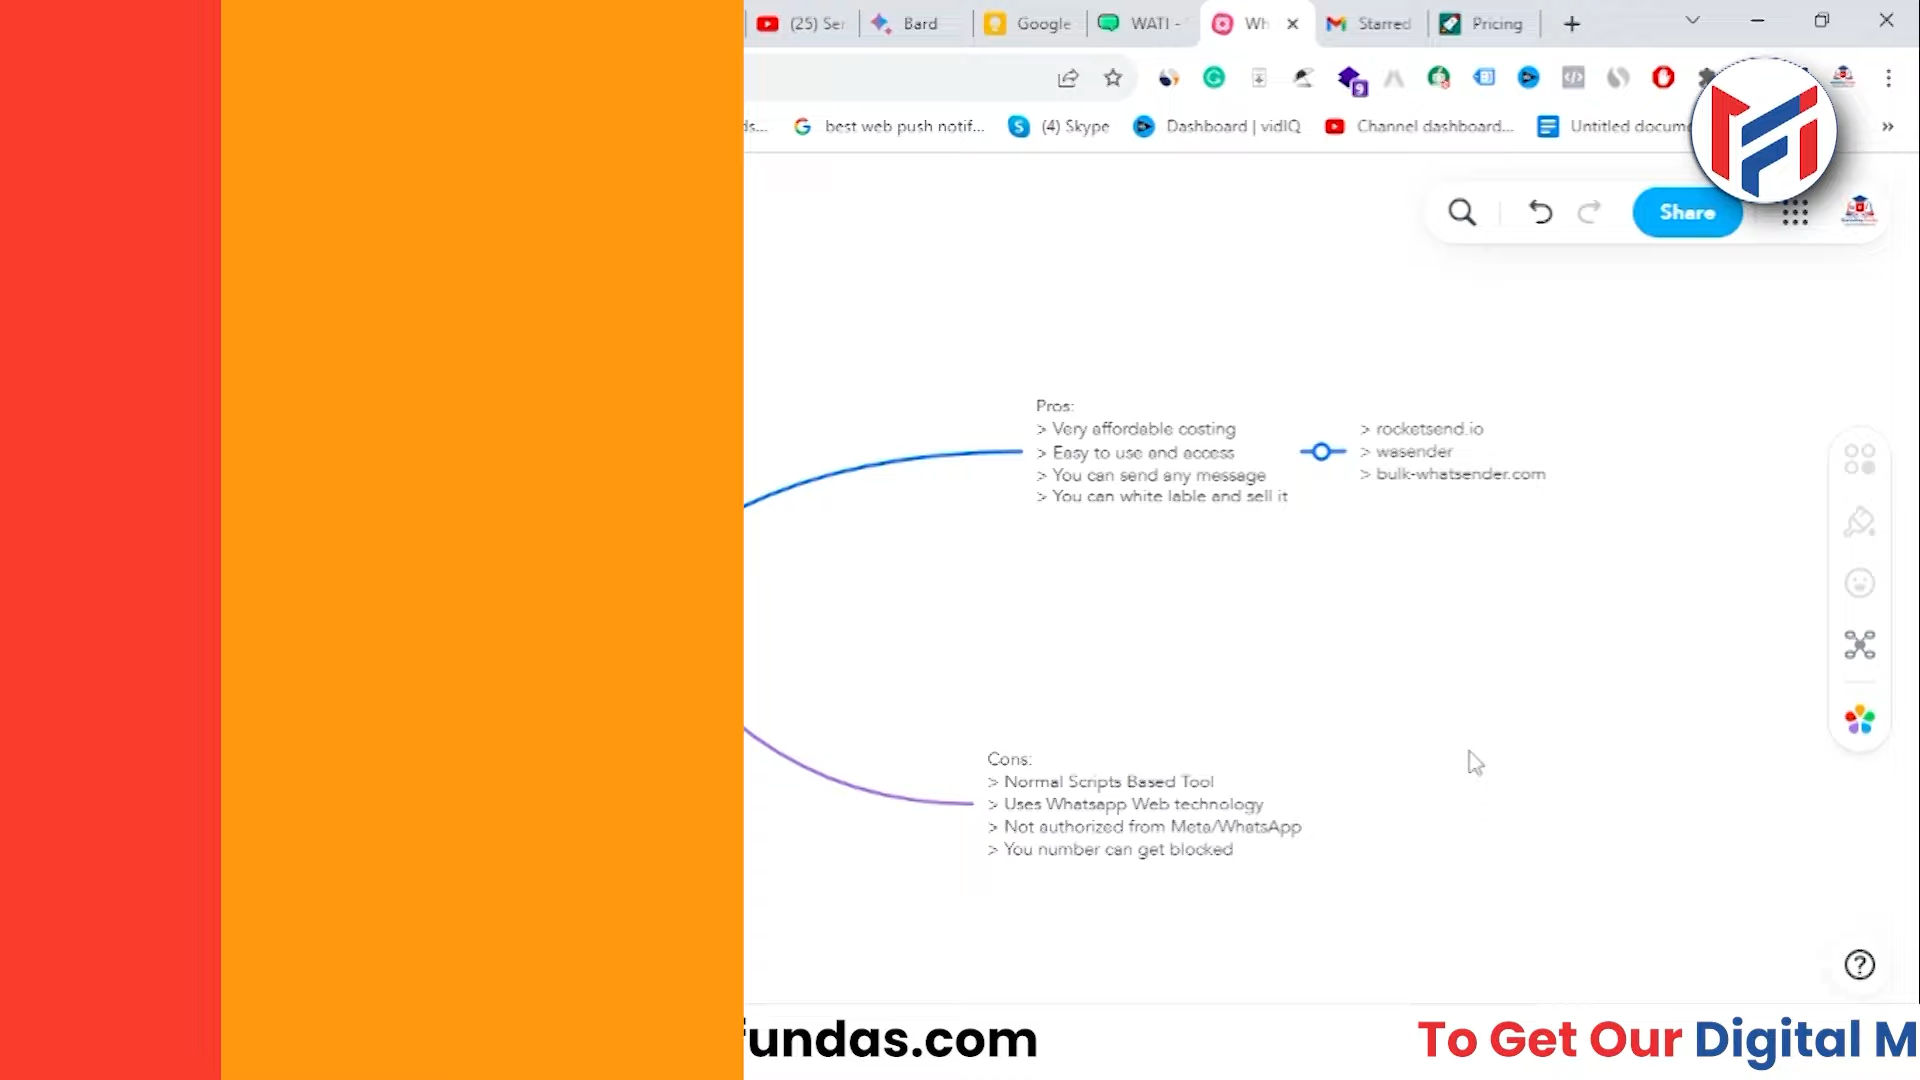 (25) Ser
Bard
Google
WATI -
Wh
Starred
Pricing
ds...
best web push notif...
(4) Skype
Dashboard | vidIQ
Channel dashboard...
Untitled docum
Share
Pros:
> Very affordable costing
> Easy to use and access
> You can send any message
> You can white lable and sell it
> rocketsend.io
> wasender
> bulk-whatsender.com
Cons:
> Normal Scripts Based Tool
> Uses Whatsapp Web technology
> Not authorized from Meta/WhatsApp
> You number can get blocked
fundas.com
To Get Our Digital M